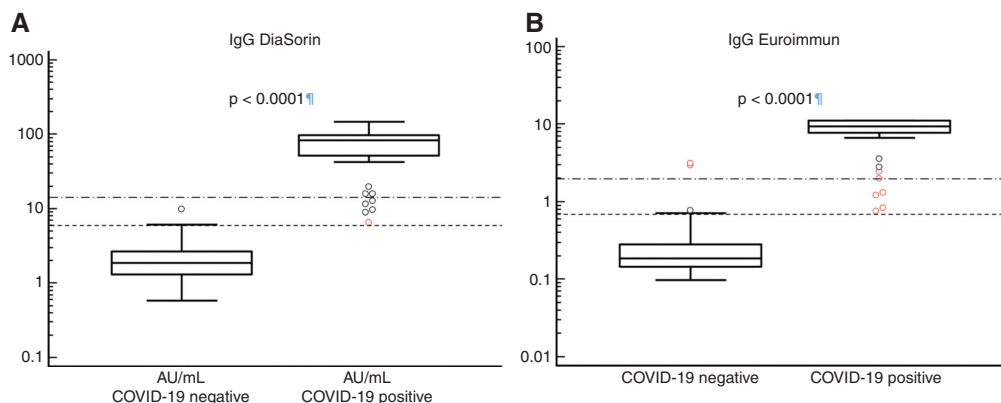 A
IgG DiaSorin
1000
100
10
1
0.1
p < 0.0001¶
AU/mL
COVID-19 negative
AU/mL
COVID-19 positive
B
IgG Euroimmun
100
10
1
0.1
0.01
p < 0.0001¶
COVID-19 negative
COVID-19 positive